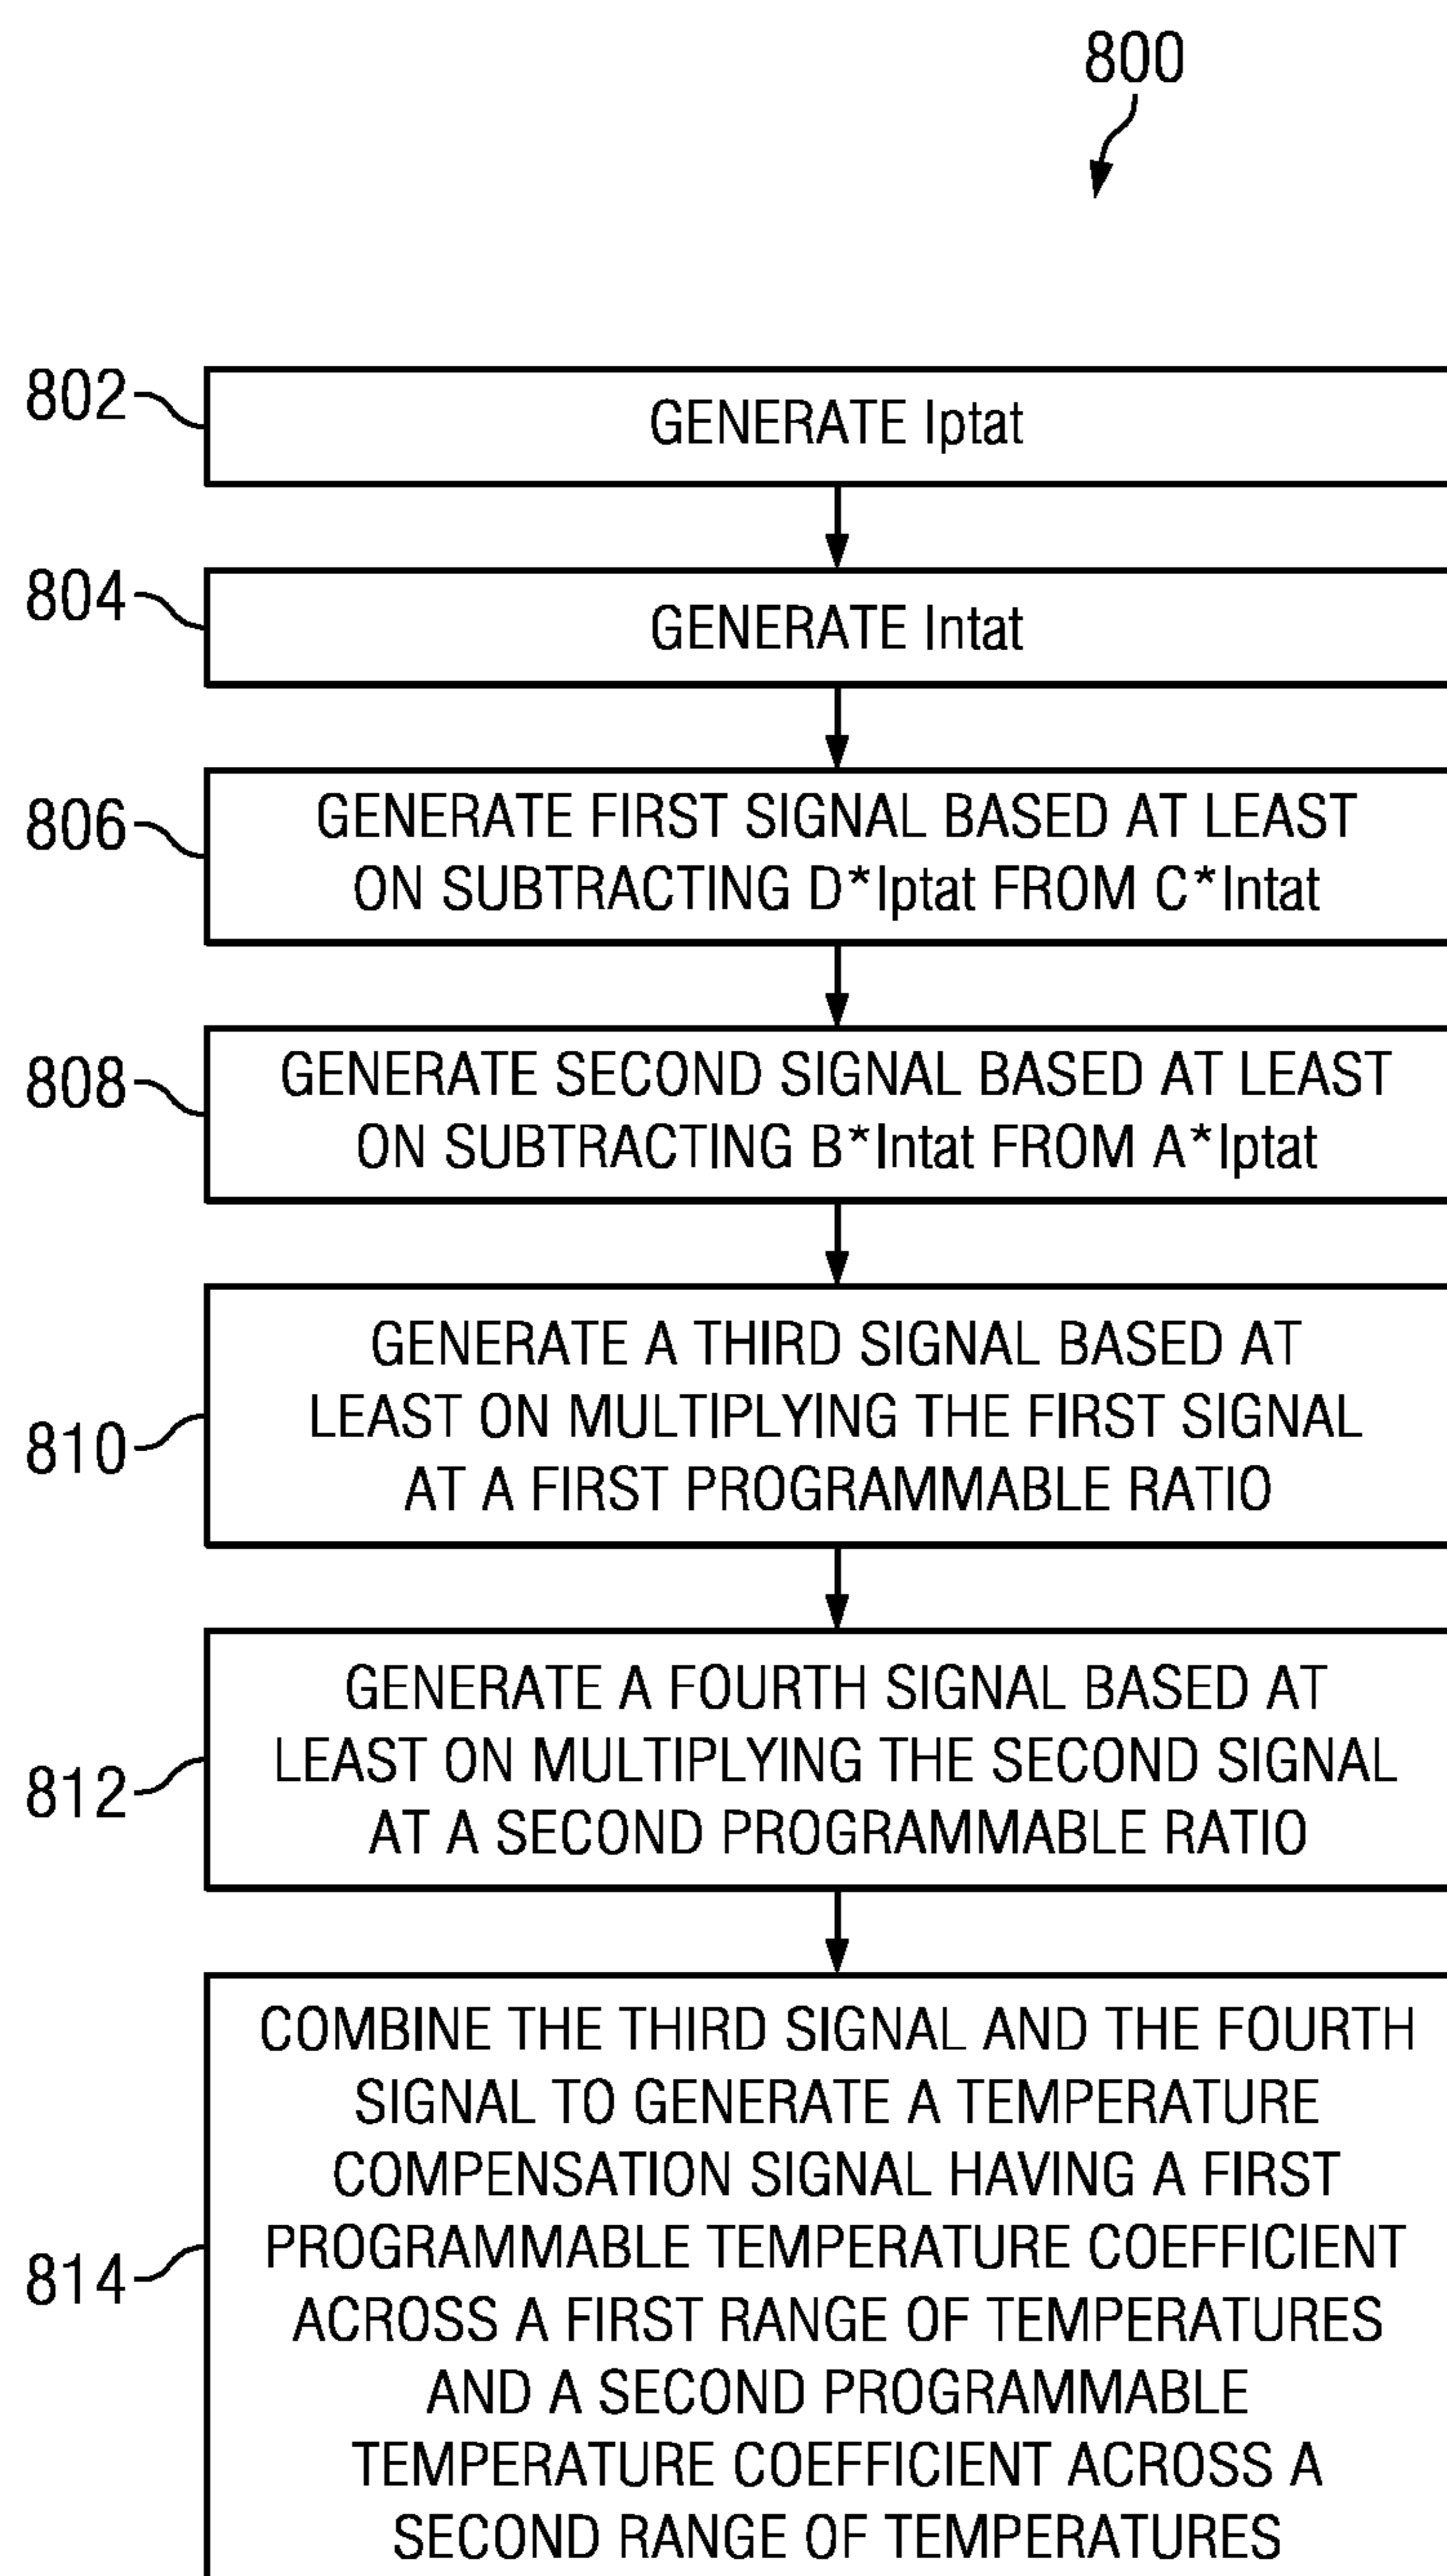 800
802
GENERATE Iptat
804
GENERATE Intat
806
GENERATE FIRST SIGNAL BASED AT LEAST
ON SUBTRACTING D*Iptat FROM C*Intat
808
GENERATE SECOND SIGNAL BASED AT LEAST
ON SUBTRACTING B*Intat FROM A*Iptat
810
GENERATE A THIRD SIGNAL BASED AT
LEAST ON MULTIPLYING THE FIRST SIGNAL
AT A FIRST PROGRAMMABLE RATIO
812
GENERATE A FOURTH SIGNAL BASED AT
LEAST ON MULTIPLYING THE SECOND SIGNAL
AT A SECOND PROGRAMMABLE RATIO
814
COMBINE THE THIRD SIGNAL AND THE FOURTH
SIGNAL TO GENERATE A TEMPERATURE
COMPENSATION SIGNAL HAVING A FIRST
PROGRAMMABLE TEMPERATURE COEFFICIENT
ACROSS A FIRST RANGE OF TEMPERATURES
AND A SECOND PROGRAMMABLE
TEMPERATURE COEFFICIENT ACROSS A
SECOND RANGE OF TEMPERATURES